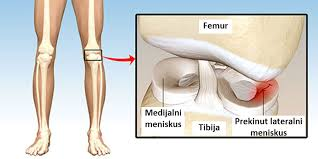 Femur
Medijalni
meniskus
Tibija
Prekinut lateralni
meniskus